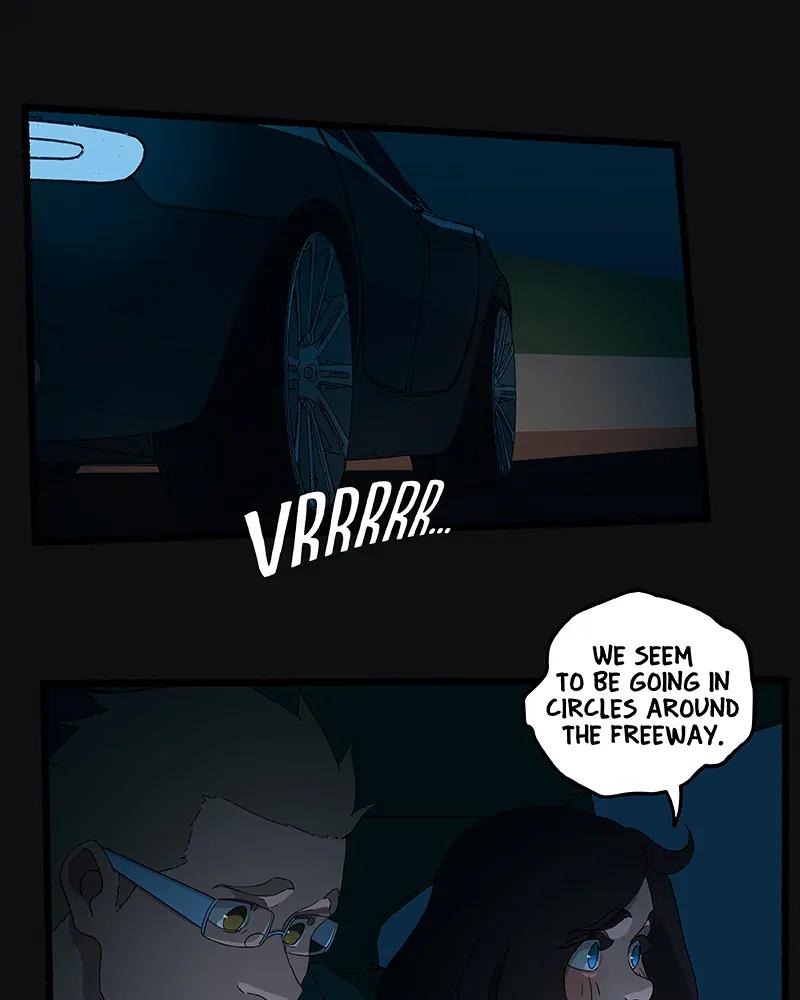 VRRRRR...
WE SEEM
TO BE GOING IN
CIRCLES AROUND
THE FREEWAY.